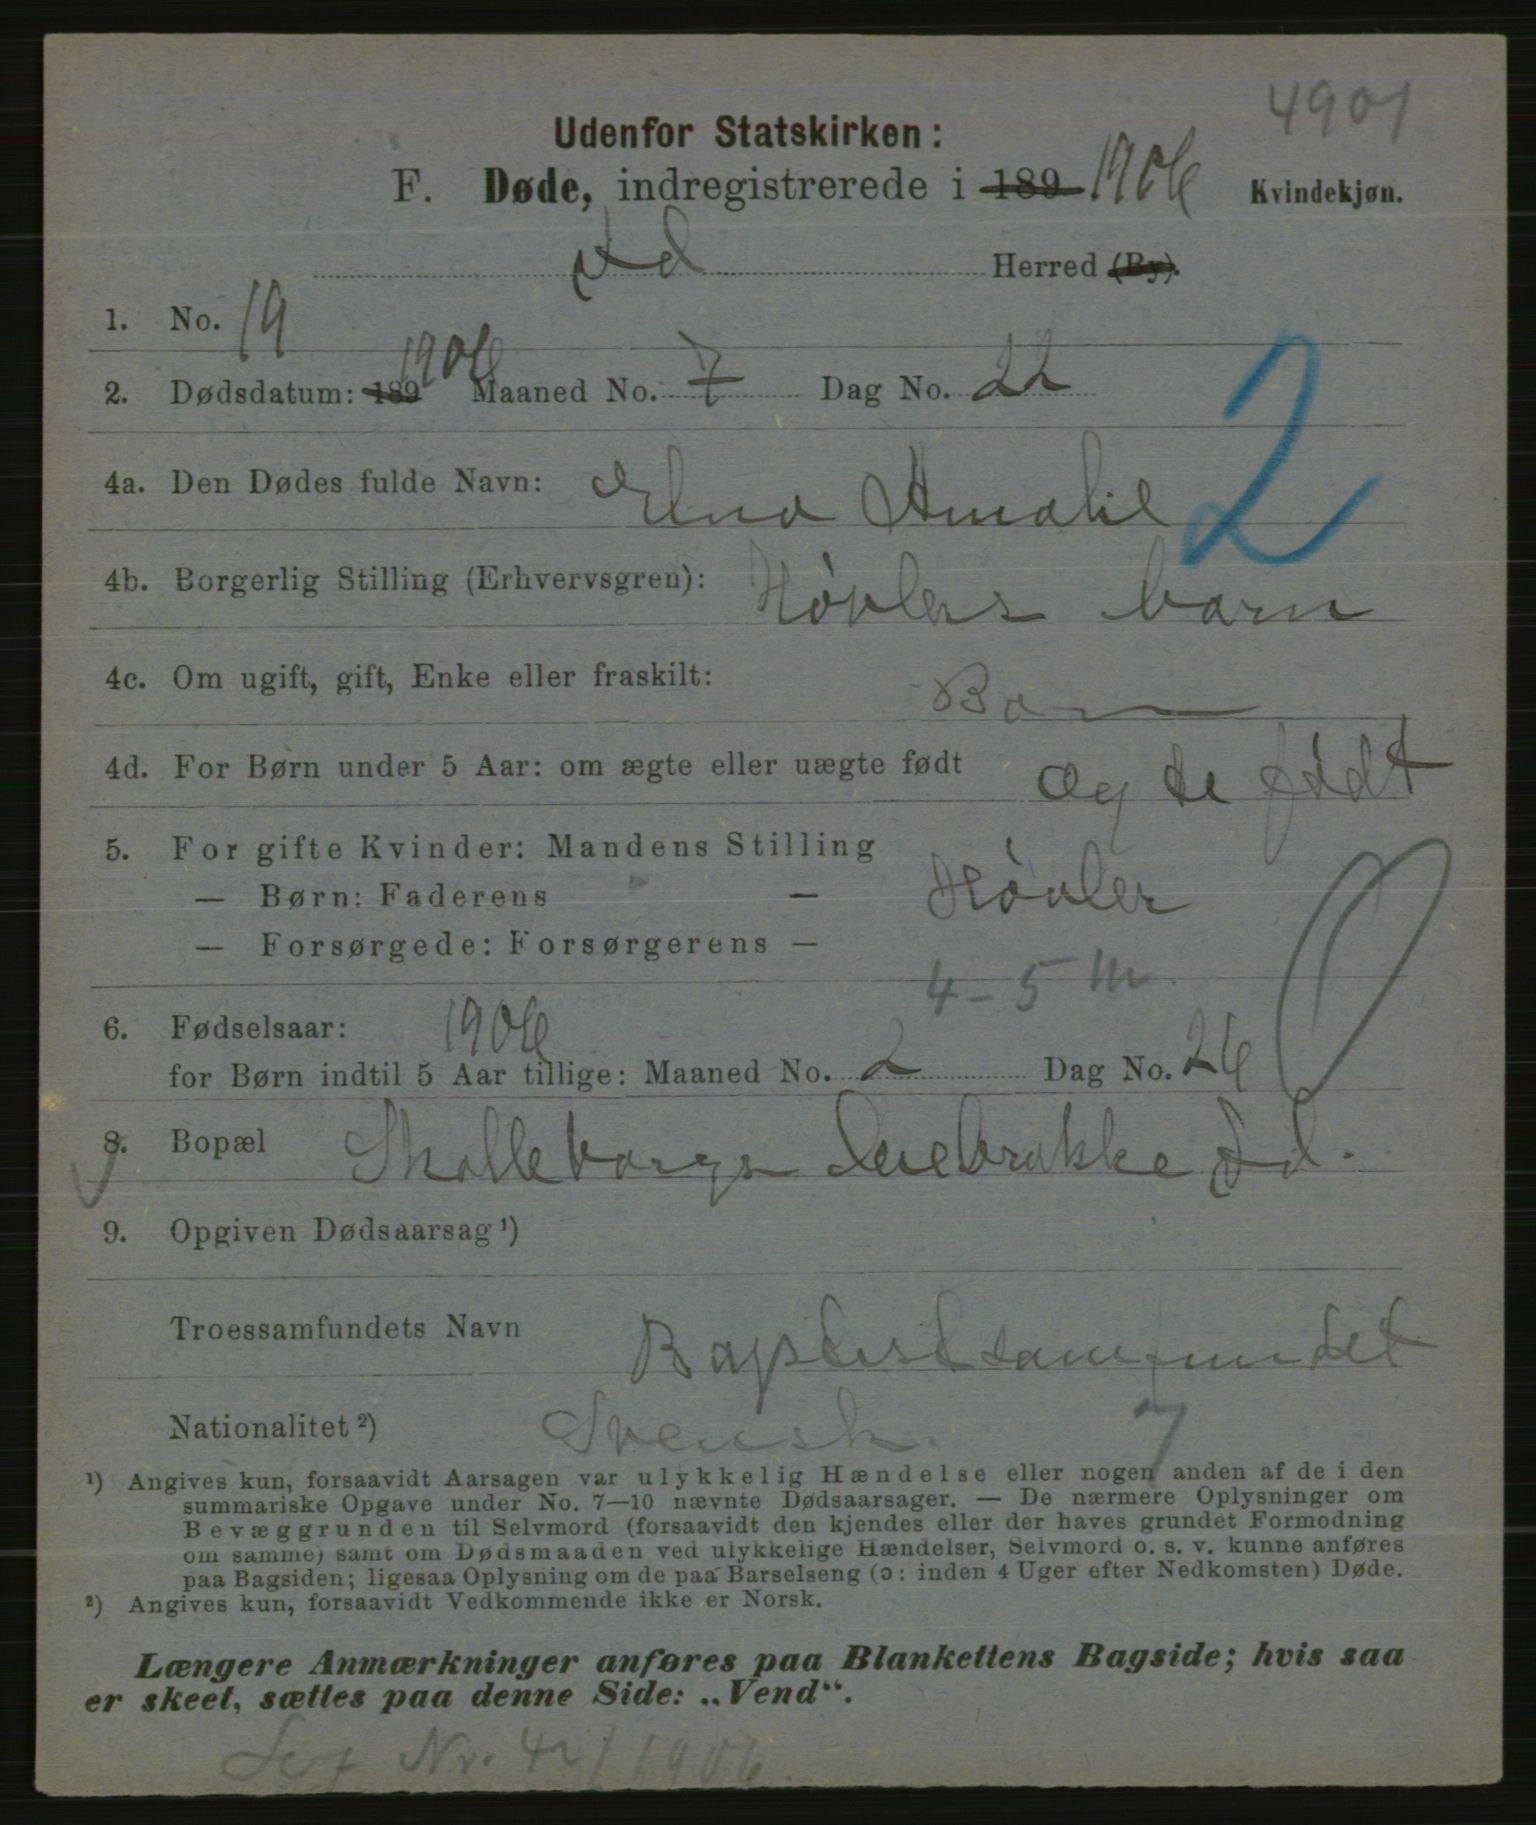 4901
Udenfor Statskirken:
F. Døde, indregistrerede i 189 1906 Kvindekjøn.
Id Herred (By).
1. No. 19
2. Dødsdatum: 189 1906 Maaned No. 7 Dag No. 22
2
4a. Den Dødes fulde Navn: Elna Amalie
4b. Borgerlig Stilling (Erhvervsgren): Høvlers barn
4c. Om ugift, gift, Enke eller fraskilt: Barn
4d. For Børn under 5 Aar: om ægte eller uægte født Ægte født
5. For gifte Kvinder: Mandens Stilling
— Børn: Faderens — Høvler
— Forsørgede: Forsørgerens —
4-5 m.
6. Fødselsaar: 1906
for Børn indtil 5 Aar tillige: Maaned No. 2 Dag No. 26
8. Bopæl Skolleborgs Id.
9. Opgiven Dødsaarsag ¹)
Troessamfundets Navn Baptistsamfundet
Nationalitet ²) Svensk. 7
¹) Angives kun, forsaavidt Aarsagen var ulykkelig Hændelse eller nogen anden af de i den
summariske Opgave under No. 7—10 nævnte Dødsaarsager. — De nærmere Oplysninger om
Bevæggrunden til Selvmord (forsaavidt den kjendes eller der haves grundet Formodning
om samme) samt om Dødsmaaden ved ulykkelige Hændelser, Selvmord o. s. v. kunne anføres
paa Bagsiden; ligesaa Oplysning om de paa Barselseng (ɔ: inden 4 Uger efter Nedkomsten) Døde.
²) Angives kun, forsaavidt Vedkommende ikke er Norsk.
Længere Anmærkninger anføres paa Blankettens Bagside; hvis saa
er skeet, sættes paa denne Side: „Vend“.
Nr. 42/1906.